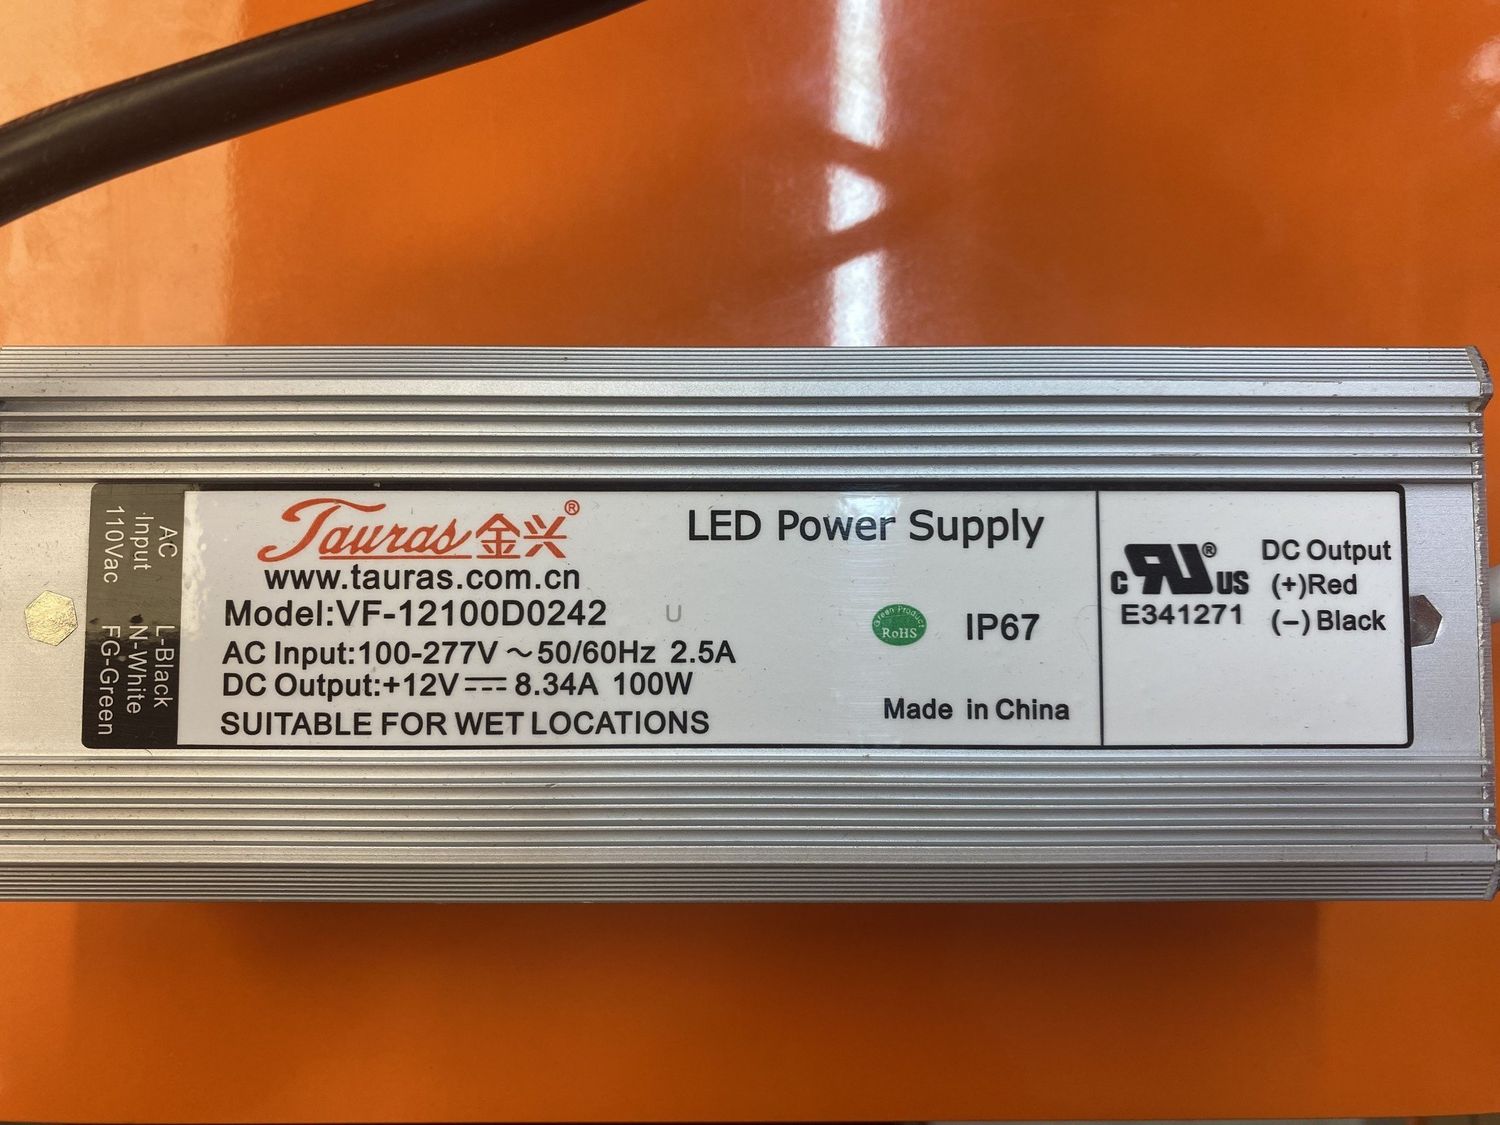 AC
Input
110Vac
L-Black
N-White
FG-Green
Tauras金兴®
www.tauras.com.cn
Model:VF-12100D0242 U
AC Input:100-277V～50/60Hz 2.5A
DC Output:+12V⎓8.34A 100W
SUITABLE FOR WET LOCATIONS
LED Power Supply
Green Product
RoHS
IP67
Made in China
c RU® US
E341271
DC Output
(+)Red
(−)Black